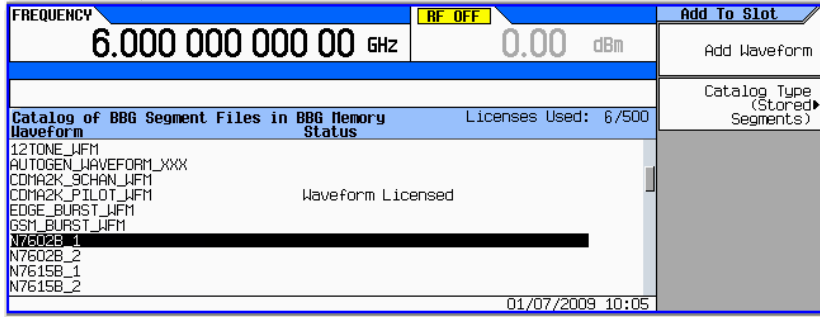 FREQUENCY
6.000 000 000 00 GHz
RF OFF
0.00 dBm
Add To Slot
Add Waveform
Catalog Type
(Stored
Segments)
Catalog of BBG Segment Files in BBG Memory
Licenses Used: 6/500
Waveform Status
12TONE_WFM
AUTOGEN_WAVEFORM_XXX
CDMA2K_9CHAN_WFM
CDMA2K_PILOT_WFM Waveform Licensed
EDGE_BURST_WFM
GSM_BURST_WFM
N7602B_1
N7602B_2
N7615B_1
N7615B_2
01/07/2009 10:05